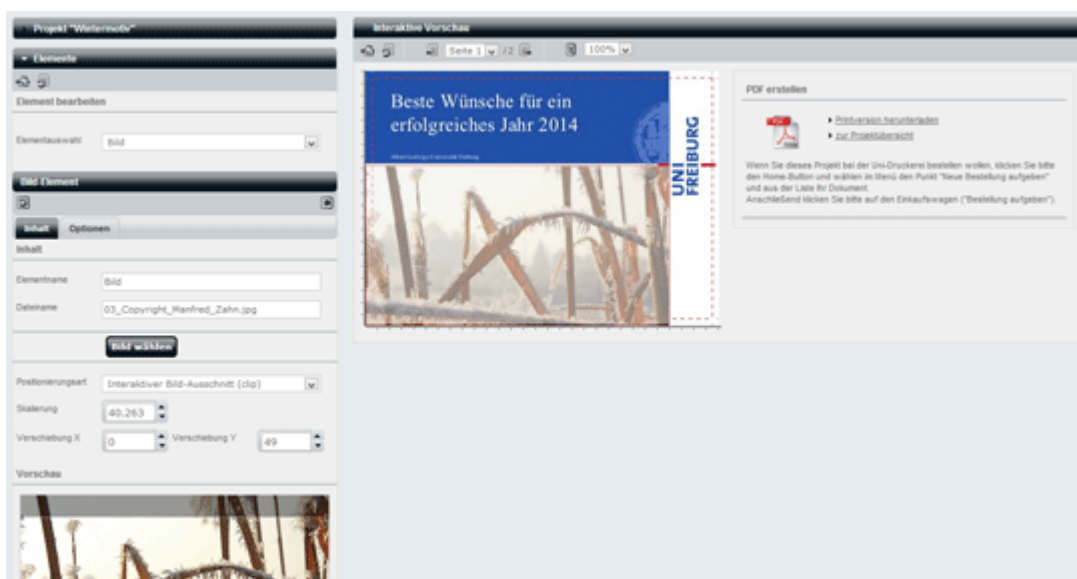 Projekt "Wintermotiv"
Elemente
Element bearbeiten
Elementauswahl
Bild
Bild-Element
Inhalt
Optionen
Inhalt
Elementname
Bild
Dateiname
03_Copyright_Manfred_Zahn.jpg
Bild wählen
Positionierungsart
Interaktiver Bild-Ausschnitt (clip)
Skalierung
40.263
Verschiebung X
0
Verschiebung Y
49
Vorschau
Interaktive Vorschau
Seite 1
/ 2
100%
Beste Wünsche für ein
erfolgreiches Jahr 2014
Albert-Ludwigs-Universität Freiburg
UNI
FREIBURG
PDF erstellen
Printversion herunterladen
zur Projektübersicht
Wenn Sie dieses Projekt bei der Uni-Druckerei bestellen wollen, klicken Sie bitte
den Home-Button und wählen im Menü den Punkt "Neue Bestellung aufgeben"
und aus der Liste Ihr Dokument.
Anschließend klicken Sie bitte auf den Einkaufswagen ("Bestellung aufgeben").